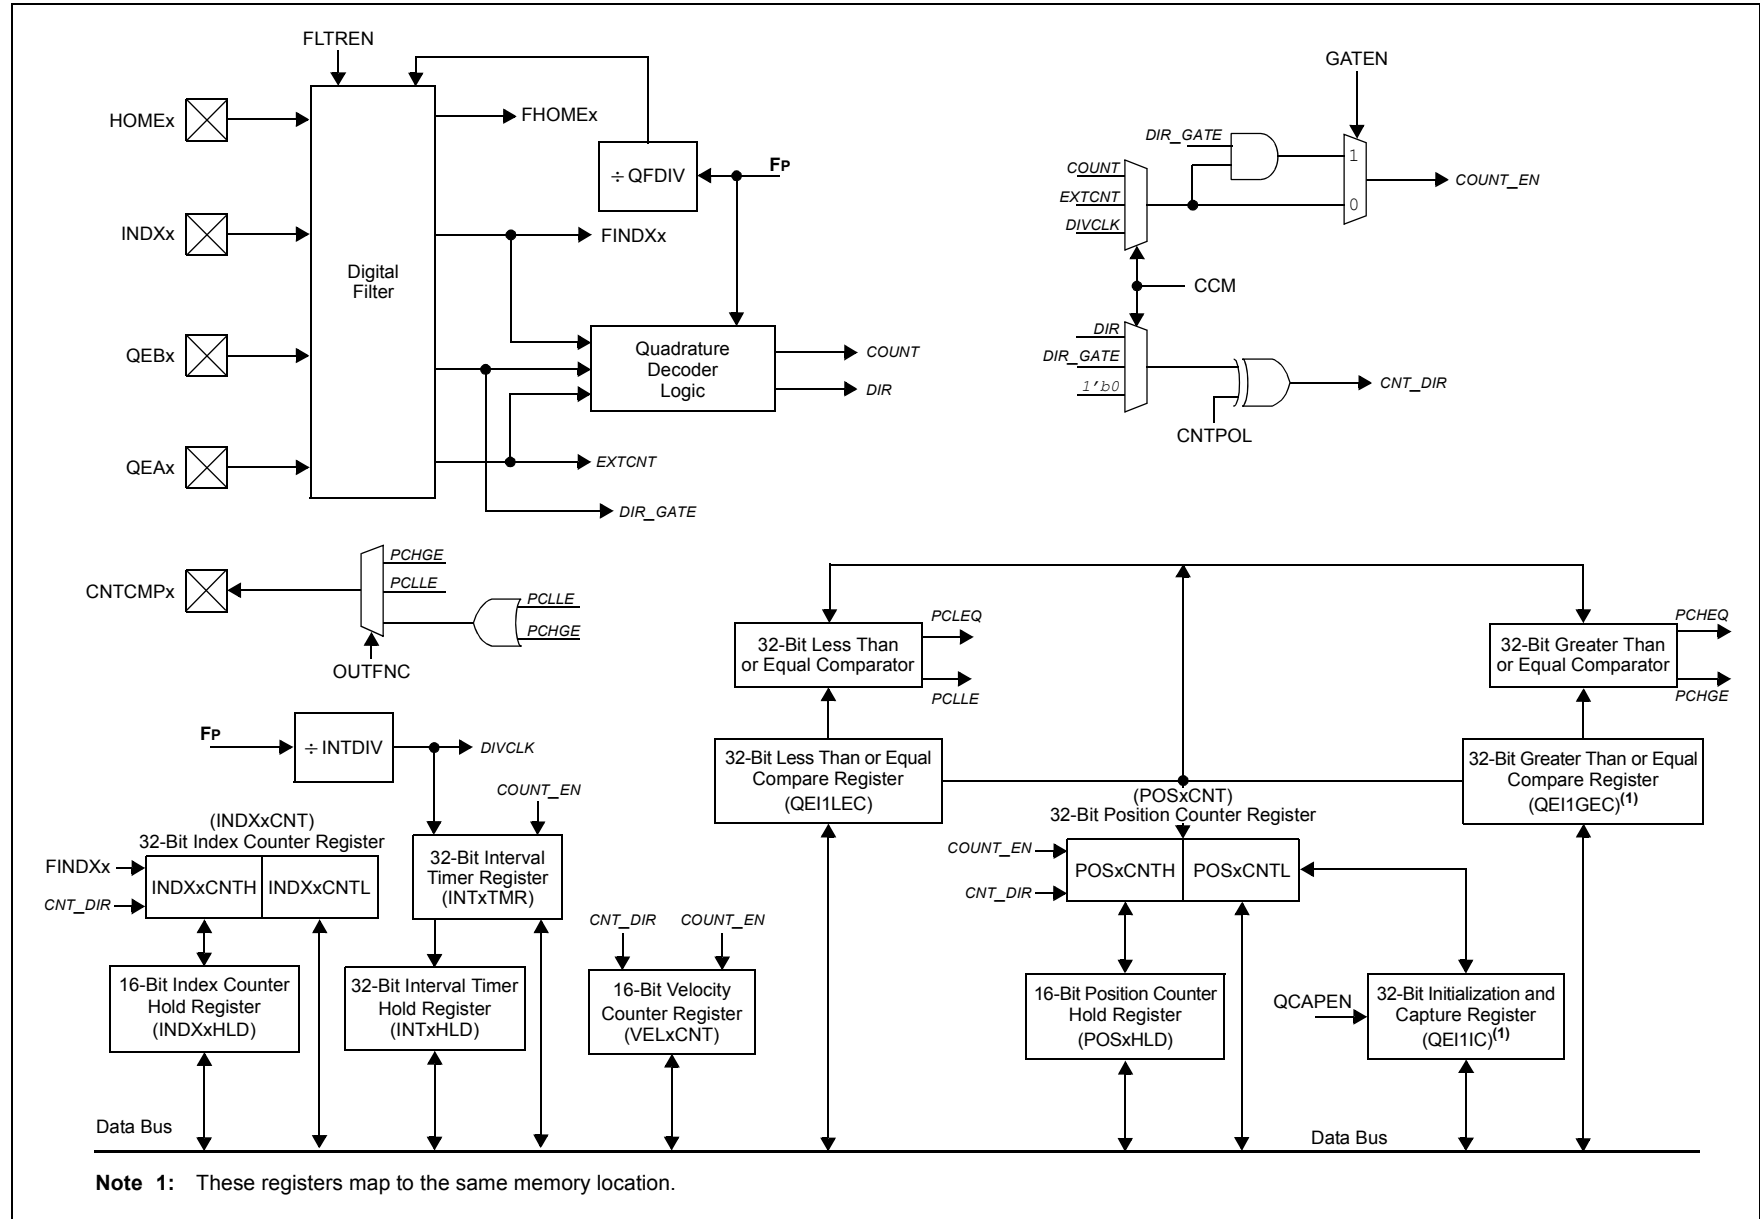 FLTREN
HOMEx
FHOMEx
÷ QFDIV
FP
INDXx
FINDXx
Digital
Filter
QEBx
Quadrature
Decoder
Logic
COUNT
DIR
QEAx
EXTCNT
DIR_GATE
GATEN
DIR_GATE
COUNT
EXTCNT
DIVCLK
1
0
COUNT_EN
CCM
DIR
DIR_GATE
1'b0
CNTPOL
CNT_DIR
CNTCMPx
PCHGE
PCLLE
PCLLE
PCHGE
OUTFNC
32-Bit Less Than
or Equal Comparator
PCLEQ
PCLLE
32-Bit Greater Than
or Equal Comparator
PCHEQ
PCHGE
FP
÷ INTDIV
DIVCLK
COUNT_EN
32-Bit Less Than or Equal
Compare Register
(QEI1LEC)
32-Bit Greater Than or Equal
Compare Register
(QEI1GEC)(1)
(INDXxCNT)
32-Bit Index Counter Register
FINDXx
CNT_DIR
INDXxCNTH
INDXxCNTL
32-Bit Interval
Timer Register
(INTxTMR)
(POSxCNT)
32-Bit Position Counter Register
COUNT_EN
CNT_DIR
POSxCNTH
POSxCNTL
CNT_DIR
COUNT_EN
16-Bit Index Counter
Hold Register
(INDXxHLD)
32-Bit Interval Timer
Hold Register
(INTxHLD)
16-Bit Velocity
Counter Register
(VELxCNT)
16-Bit Position Counter
Hold Register
(POSxHLD)
QCAPEN
32-Bit Initialization and
Capture Register
(QEI1IC)(1)
Data Bus
Data Bus
Note 1: These registers map to the same memory location.